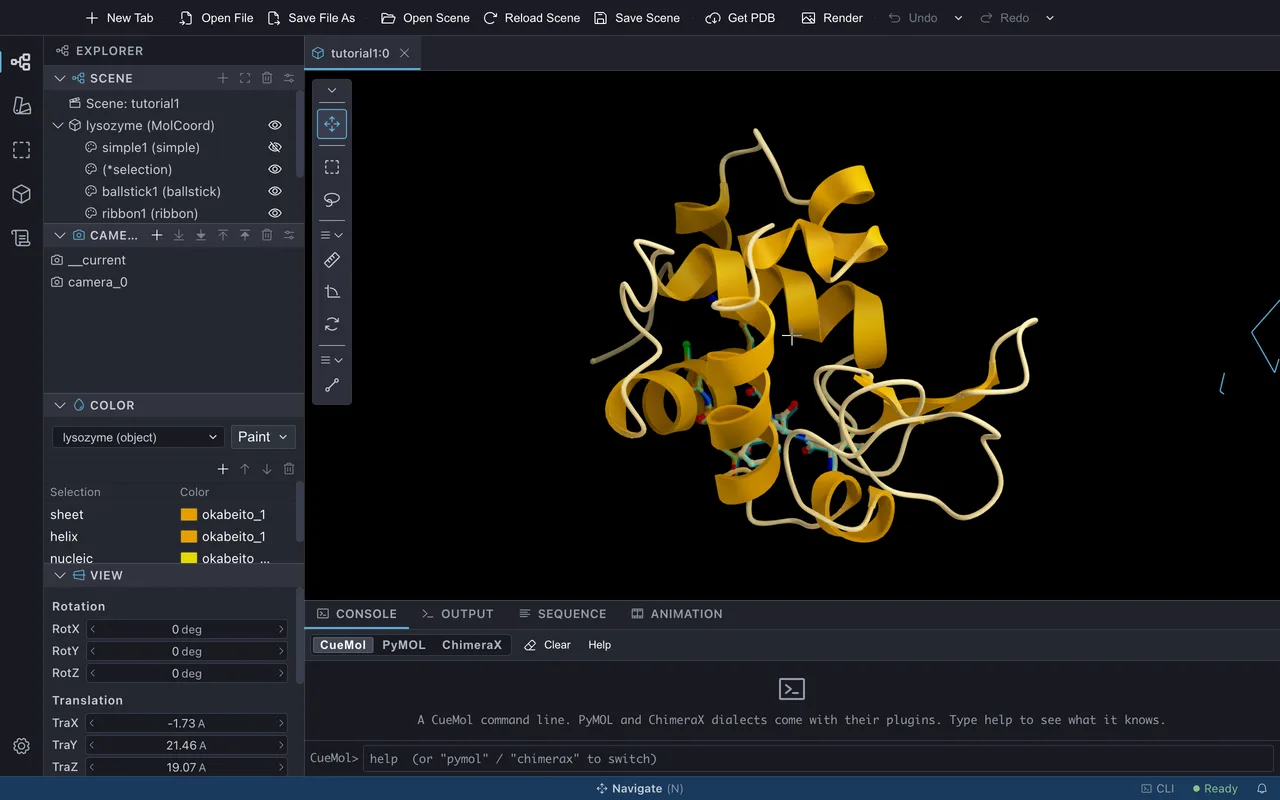 New Tab Open File Save File As Open Scene Reload Scene Save Scene Get PDB Render Undo Redo
EXPLORER
SCENE
Scene: tutorial1
lysozyme (MolCoord)
simple1 (simple)
(*selection)
ballstick1 (ballstick)
ribbon1 (ribbon)
CAME...
__current
camera_0
COLOR
lysozyme (object) Paint
Selection Color
sheet okabeito_1
helix okabeito_1
nucleic okabeito_...
VIEW
Rotation
RotX 0 deg
RotY 0 deg
RotZ 0 deg
Translation
TraX -1.73 A
TraY 21.46 A
TraZ 19.07 A
tutorial1:0
CONSOLE OUTPUT SEQUENCE ANIMATION
CueMol PyMOL ChimeraX Clear Help
A CueMol command line. PyMOL and ChimeraX dialects come with their plugins. Type help to see what it knows.
CueMol> help (or "pymol" / "chimerax" to switch)
Navigate (N) CLI Ready